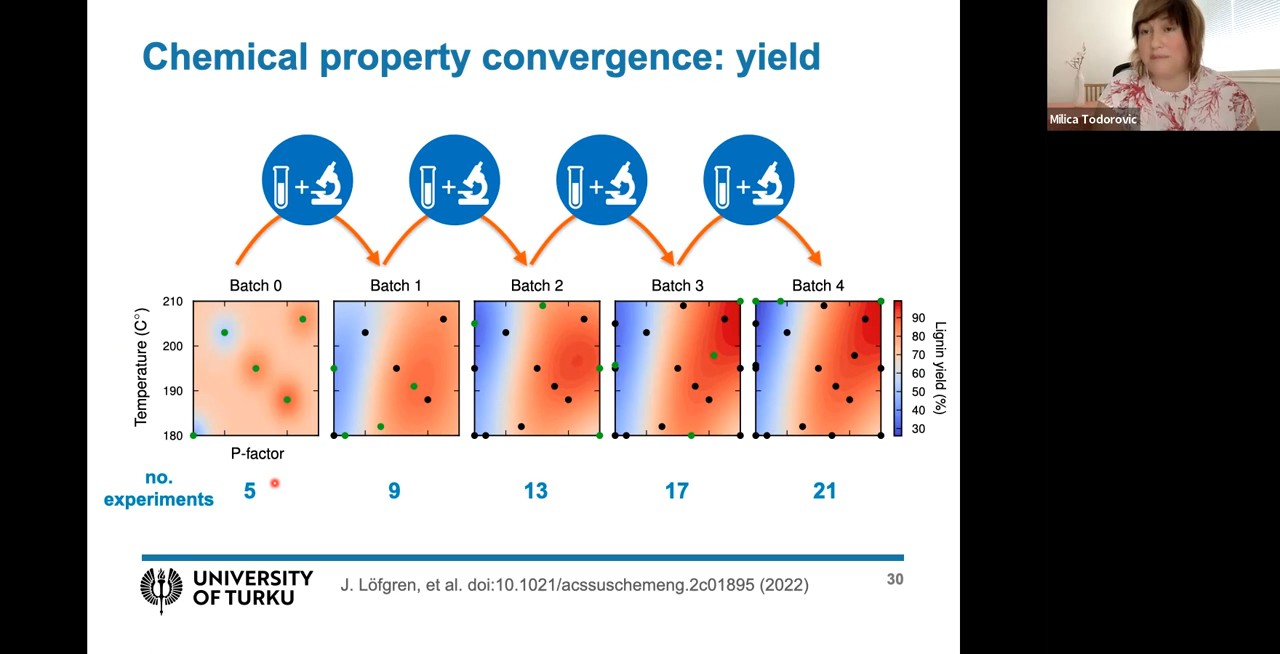 Chemical property convergence: yield
Milica Todorovic
+
+
+
+
Batch 0
Batch 1
Batch 2
Batch 3
Batch 4
Temperature (C°)
210
200
190
180
P-factor
90
80
70
60
50
40
30
Lignin yield (%)
no.
experiments
5
9
13
17
21
UNIVERSITY
OF TURKU
J. Löfgren, et al. doi:10.1021/acssuschemeng.2c01895 (2022)
30